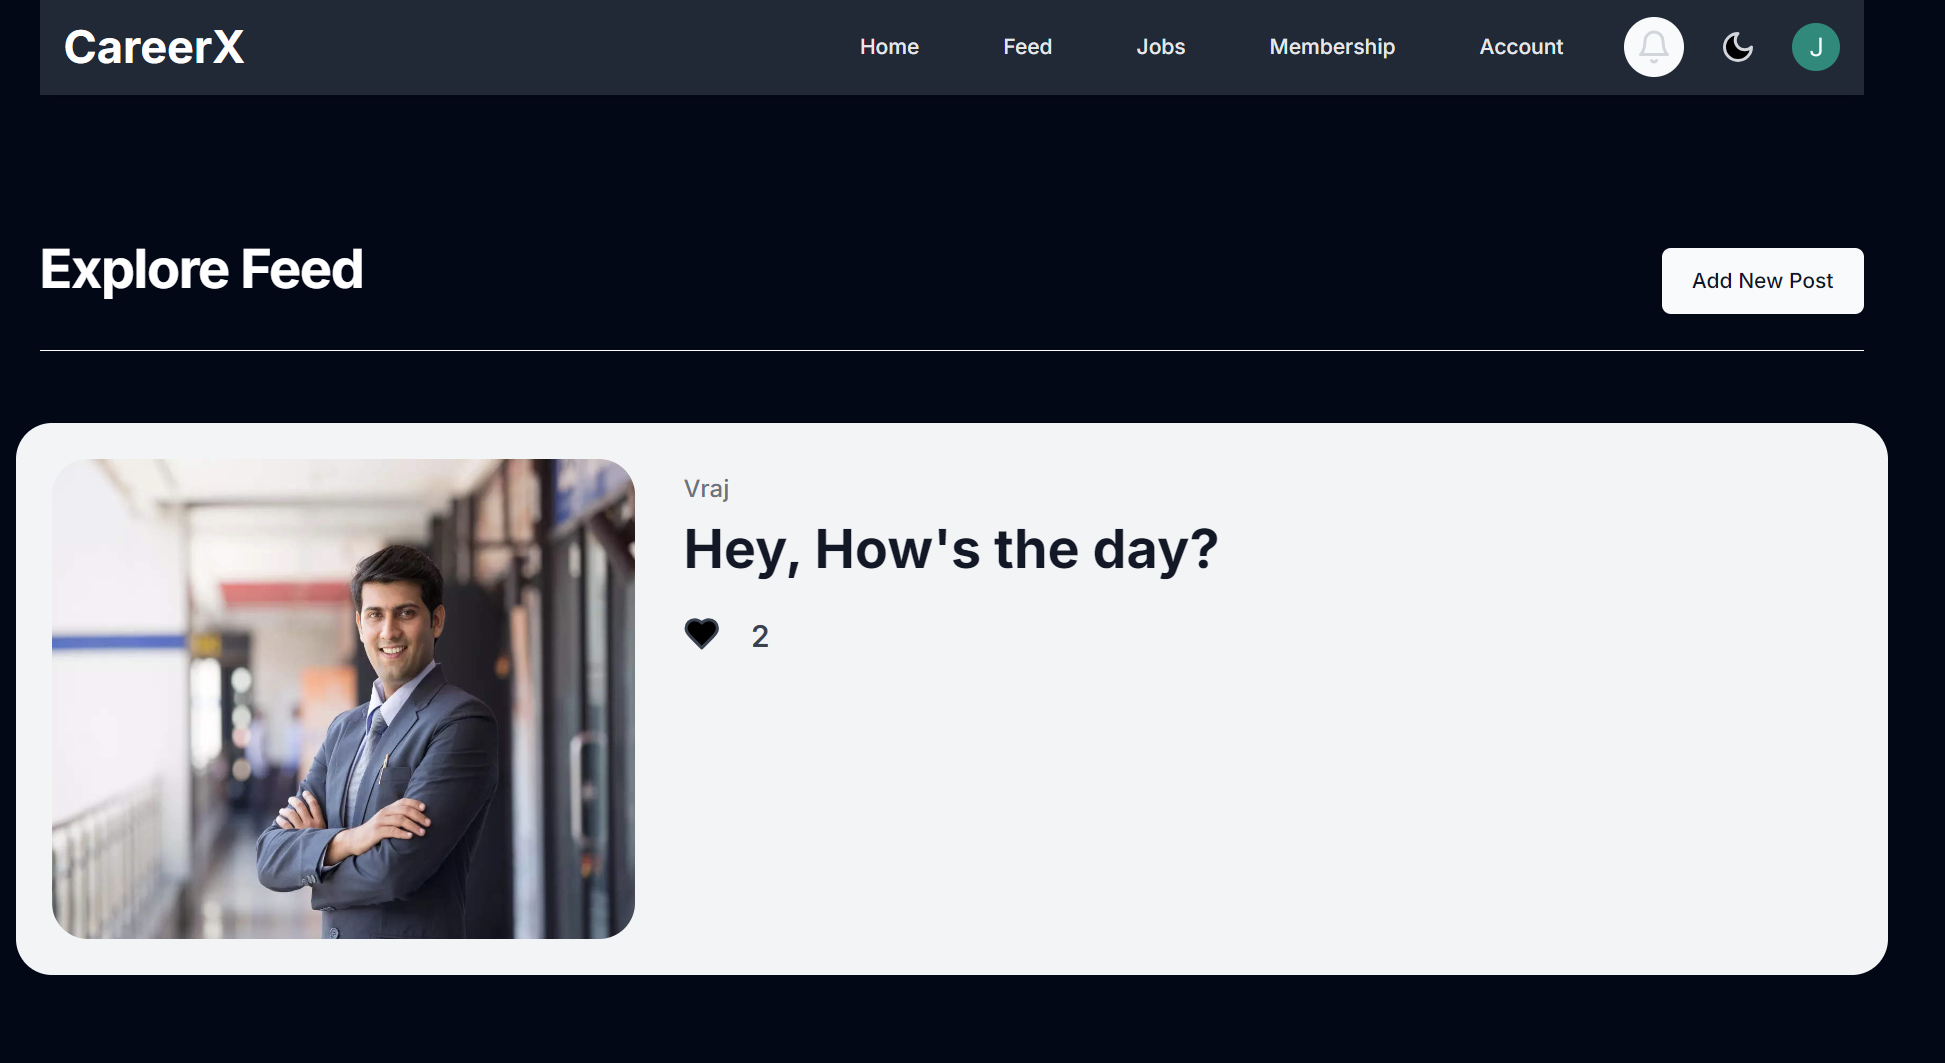 CareerX Home Feed Jobs Membership Account J
Explore Feed
Add New Post
Vraj
Hey, How's the day?
2